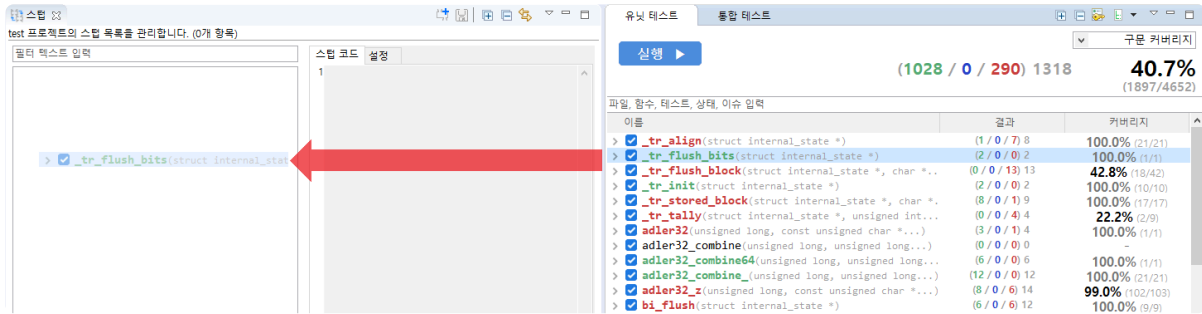 스텁
test 프로젝트의 스텁 목록을 관리합니다. (0개 항목)
필터 텍스트 입력
스텁 코드 설정
1
_tr_flush_bits(struct internal_stat
유닛 테스트 통합 테스트
실행
구문 커버리지
(1028 / 0 / 290) 1318
40.7%
(1897/4652)
파일, 함수, 테스트, 상태, 이슈 입력
이름 결과 커버리지
_tr_align(struct internal_state *) (1 / 0 / 7) 8 100.0% (21/21)
_tr_flush_bits(struct internal_state *) (2 / 0 / 0) 2 100.0% (1/1)
_tr_flush_block(struct internal_state *, char *.. (0 / 0 / 13) 13 42.8% (18/42)
_tr_init(struct internal_state *) (2 / 0 / 0) 2 100.0% (10/10)
_tr_stored_block(struct internal_state *, char *. (8 / 0 / 1) 9 100.0% (17/17)
_tr_tally(struct internal_state *, unsigned int... (0 / 0 / 4) 4 22.2% (2/9)
adler32(unsigned long, const unsigned char *...) (3 / 0 / 1) 4 100.0% (1/1)
adler32_combine(unsigned long, unsigned long...) (0 / 0 / 0) 0 -
adler32_combine64(unsigned long, unsigned long... (6 / 0 / 0) 6 100.0% (1/1)
adler32_combine_(unsigned long, unsigned long...) (12 / 0 / 0) 12 100.0% (21/21)
adler32_z(unsigned long, const unsigned char *...) (8 / 0 / 6) 14 99.0% (102/103)
bi_flush(struct internal_state *) (6 / 0 / 6) 12 100.0% (9/9)